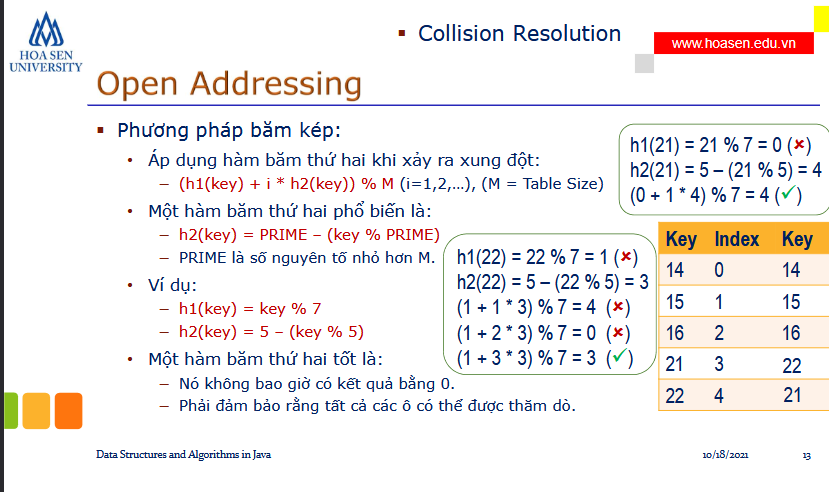 HOA SEN
UNIVERSITY
▪ Collision Resolution
www.hoasen.edu.vn
Open Addressing
▪ Phương pháp băm kép:
• Áp dụng hàm băm thứ hai khi xảy ra xung đột:
– (h1(key) + i * h2(key)) % M (i=1,2,…), (M = Table Size)
• Một hàm băm thứ hai phổ biến là:
– h2(key) = PRIME – (key % PRIME)
– PRIME là số nguyên tố nhỏ hơn M.
• Ví dụ:
– h1(key) = key % 7
– h2(key) = 5 – (key % 5)
• Một hàm băm thứ hai tốt là:
– Nó không bao giờ có kết quả bằng 0.
– Phải đảm bảo rằng tất cả các ô có thể được thăm dò.
h1(21) = 21 % 7 = 0 (✗)
h2(21) = 5 – (21 % 5) = 4
(0 + 1 * 4) % 7 = 4 (✓)
h1(22) = 22 % 7 = 1 (✗)
h2(22) = 5 – (22 % 5) = 3
(1 + 1 * 3) % 7 = 4 (✗)
(1 + 2 * 3) % 7 = 0 (✗)
(1 + 3 * 3) % 7 = 3 (✓)
Key Index Key
14 0 14
15 1 15
16 2 16
21 3 22
22 4 21
Data Structures and Algorithms in Java
10/18/2021
13